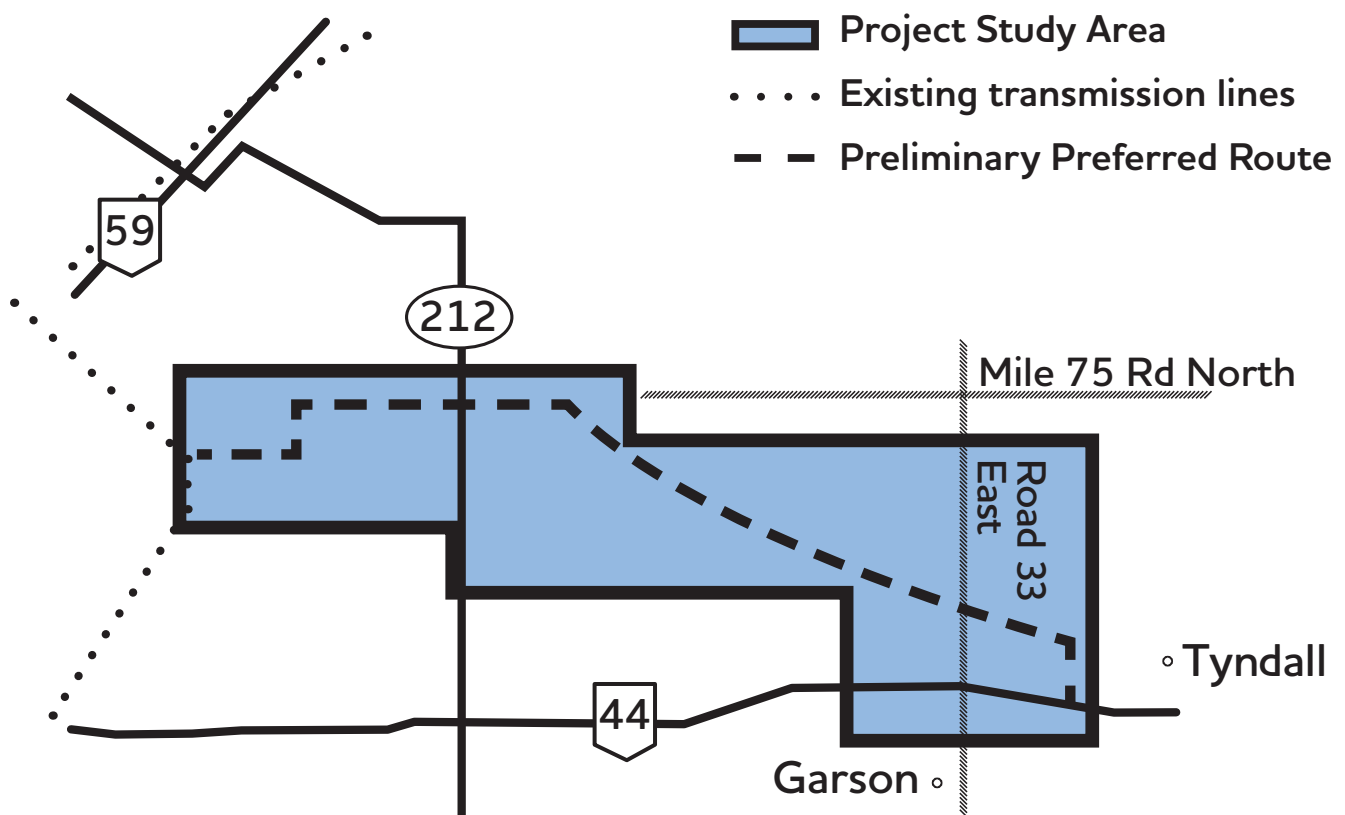 Project Study Area
Existing transmission lines
Preliminary Preferred Route
59
212
Mile 75 Rd North
Road 33
East
Tyndall
44
Garson